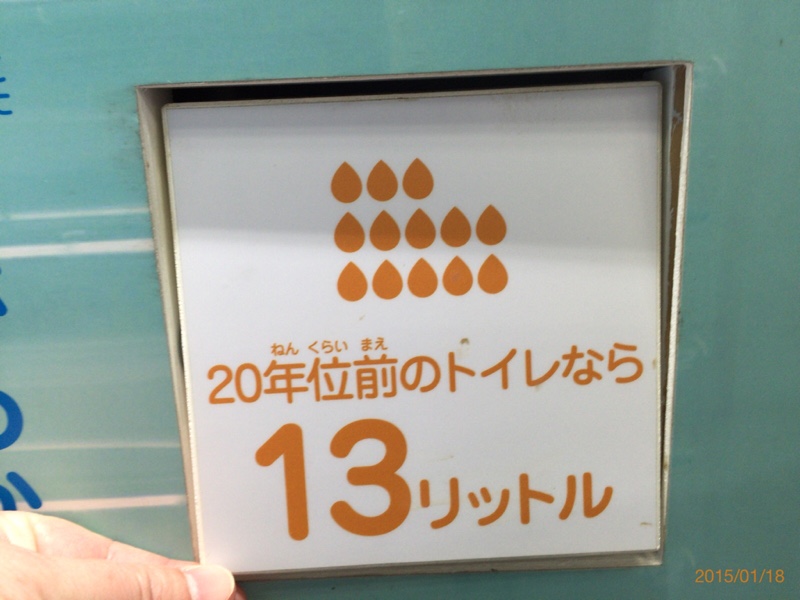 ねん くらい まえ
20年位前のトイレなら
13リットル
2015/01/18